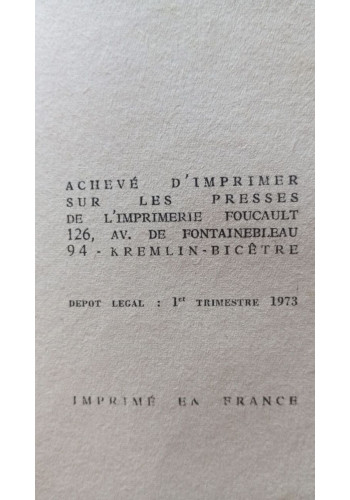 ACHEVÉ D'IMPRIMER
SUR LES PRESSES
DE L'IMPRIMERIE FOUCAULT
126, AV. DE FONTAINEBLEAU
94 - KREMLIN-BICÊTRE
DEPOT LEGAL : 1er TRIMESTRE 1973
IMPRIMÉ EN FRANCE